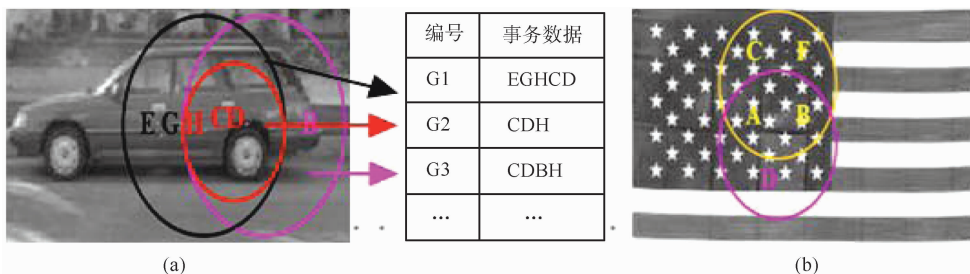 编号 事务数据
G1 EGHCD
G2 CDH
G3 CDBH
... ...
E G H CD B
C F
A B
D
(a) (b)